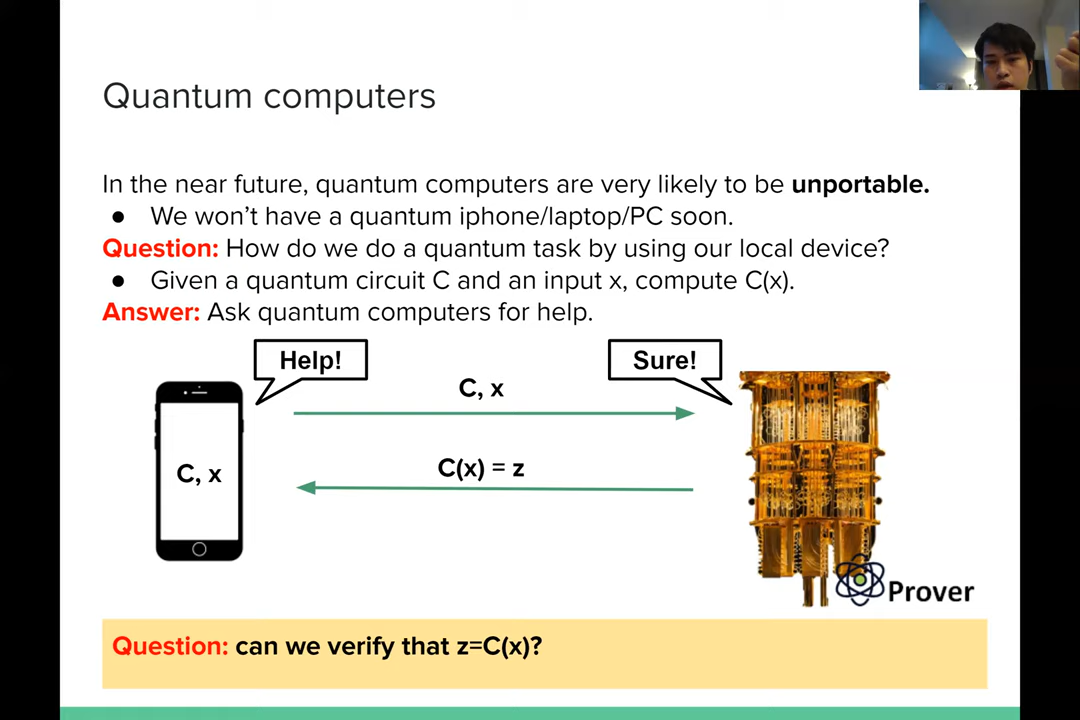 Quantum computers
In the near future, quantum computers are very likely to be unportable.
● We won't have a quantum iphone/laptop/PC soon.
Question: How do we do a quantum task by using our local device?
● Given a quantum circuit C and an input x, compute C(x).
Answer: Ask quantum computers for help.
Help!
Sure!
C, x
C, x
C(x) = z
Prover
Question: can we verify that z=C(x)?